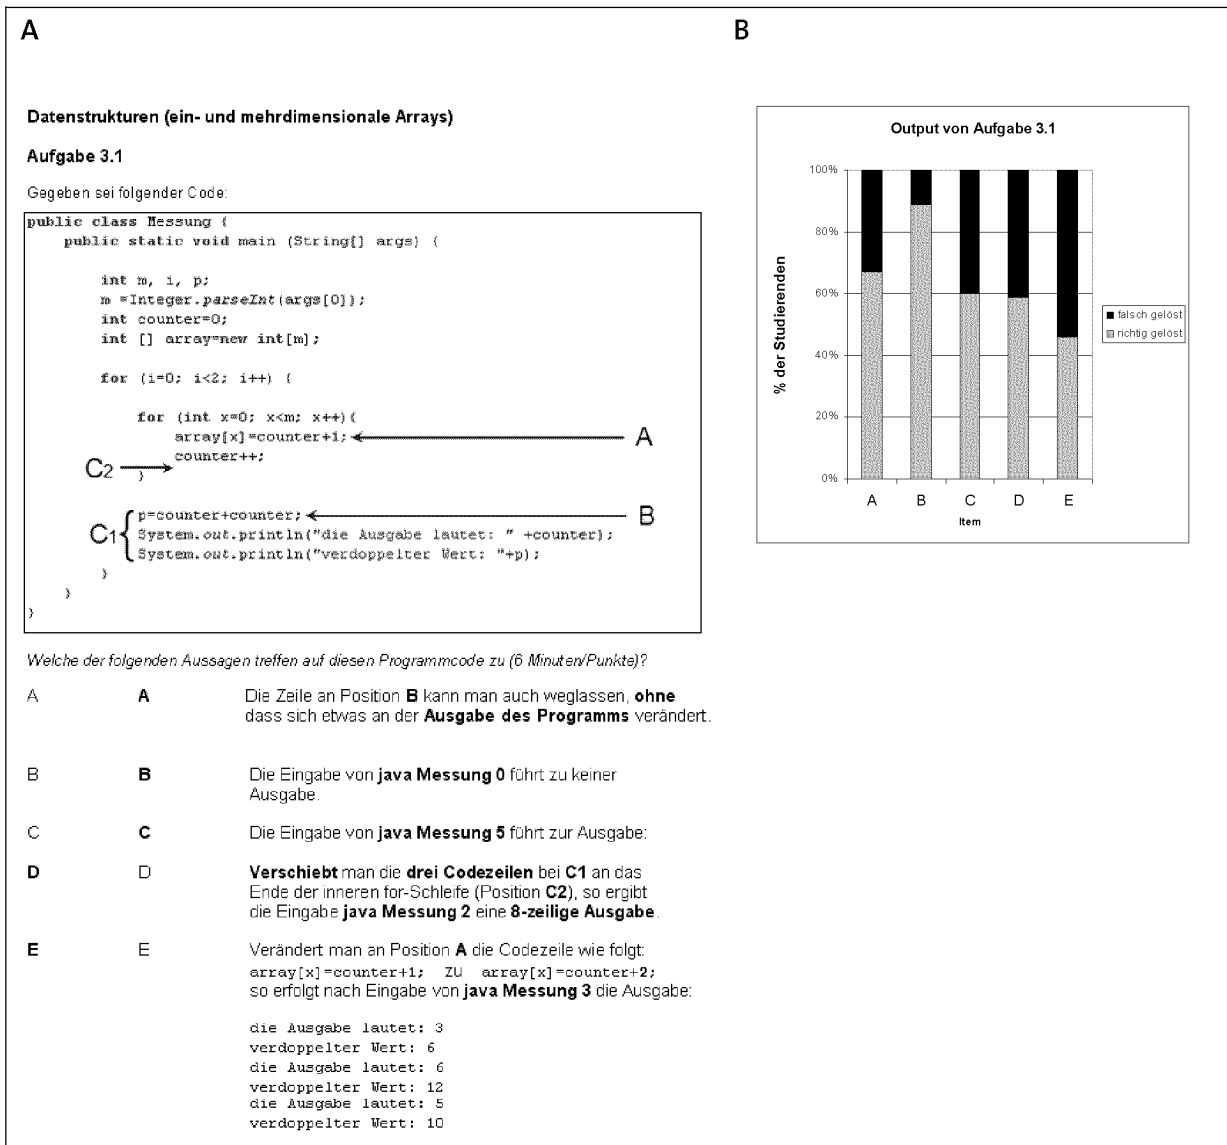 A
B
Datenstrukturen (ein- und mehrdimensionale Arrays)
Aufgabe 3.1
Gegeben sei folgender Code:
public class Messung {
public static void main (String[] args) {
int m, i, p;
m =Integer.parseInt(args[0]);
int counter=0;
int [] array=new int[m];
for (i=0; i<2; i++) {
for (int x=0; x<m; x++){
array[x]=counter+1;
A
counter++;
C2
}
p=counter+counter;
B
C1
System.out.println("die Ausgabe lautet: " +counter);
System.out.println("verdoppelter Wert: "+p);
}
}
}
Welche der folgenden Aussagen treffen auf diesen Programmcode zu (6 Minuten/Punkte)?
A A Die Zeile an Position B kann man auch weglassen, ohne
dass sich etwas an der Ausgabe des Programms verändert.
B B Die Eingabe von java Messung 0 führt zu keiner
Ausgabe.
C C Die Eingabe von java Messung 5 führt zur Ausgabe:
D D Verschiebt man die drei Codezeilen bei C1 an das
Ende der inneren for-Schleife (Position C2), so ergibt
die Eingabe java Messung 2 eine 8-zeilige Ausgabe.
E E Verändert man an Position A die Codezeile wie folgt:
array[x]=counter+1; ZU array[x]=counter+2;
so erfolgt nach Eingabe von java Messung 3 die Ausgabe:
die Ausgabe lautet: 3
verdoppelter Wert: 6
die Ausgabe lautet: 6
verdoppelter Wert: 12
die Ausgabe lautet: 5
verdoppelter Wert: 10
Output von Aufgabe 3.1
% der Studierenden
100%
80%
60%
40%
20%
0%
A B C D E
Item
falsch gelöst
richtig gelöst